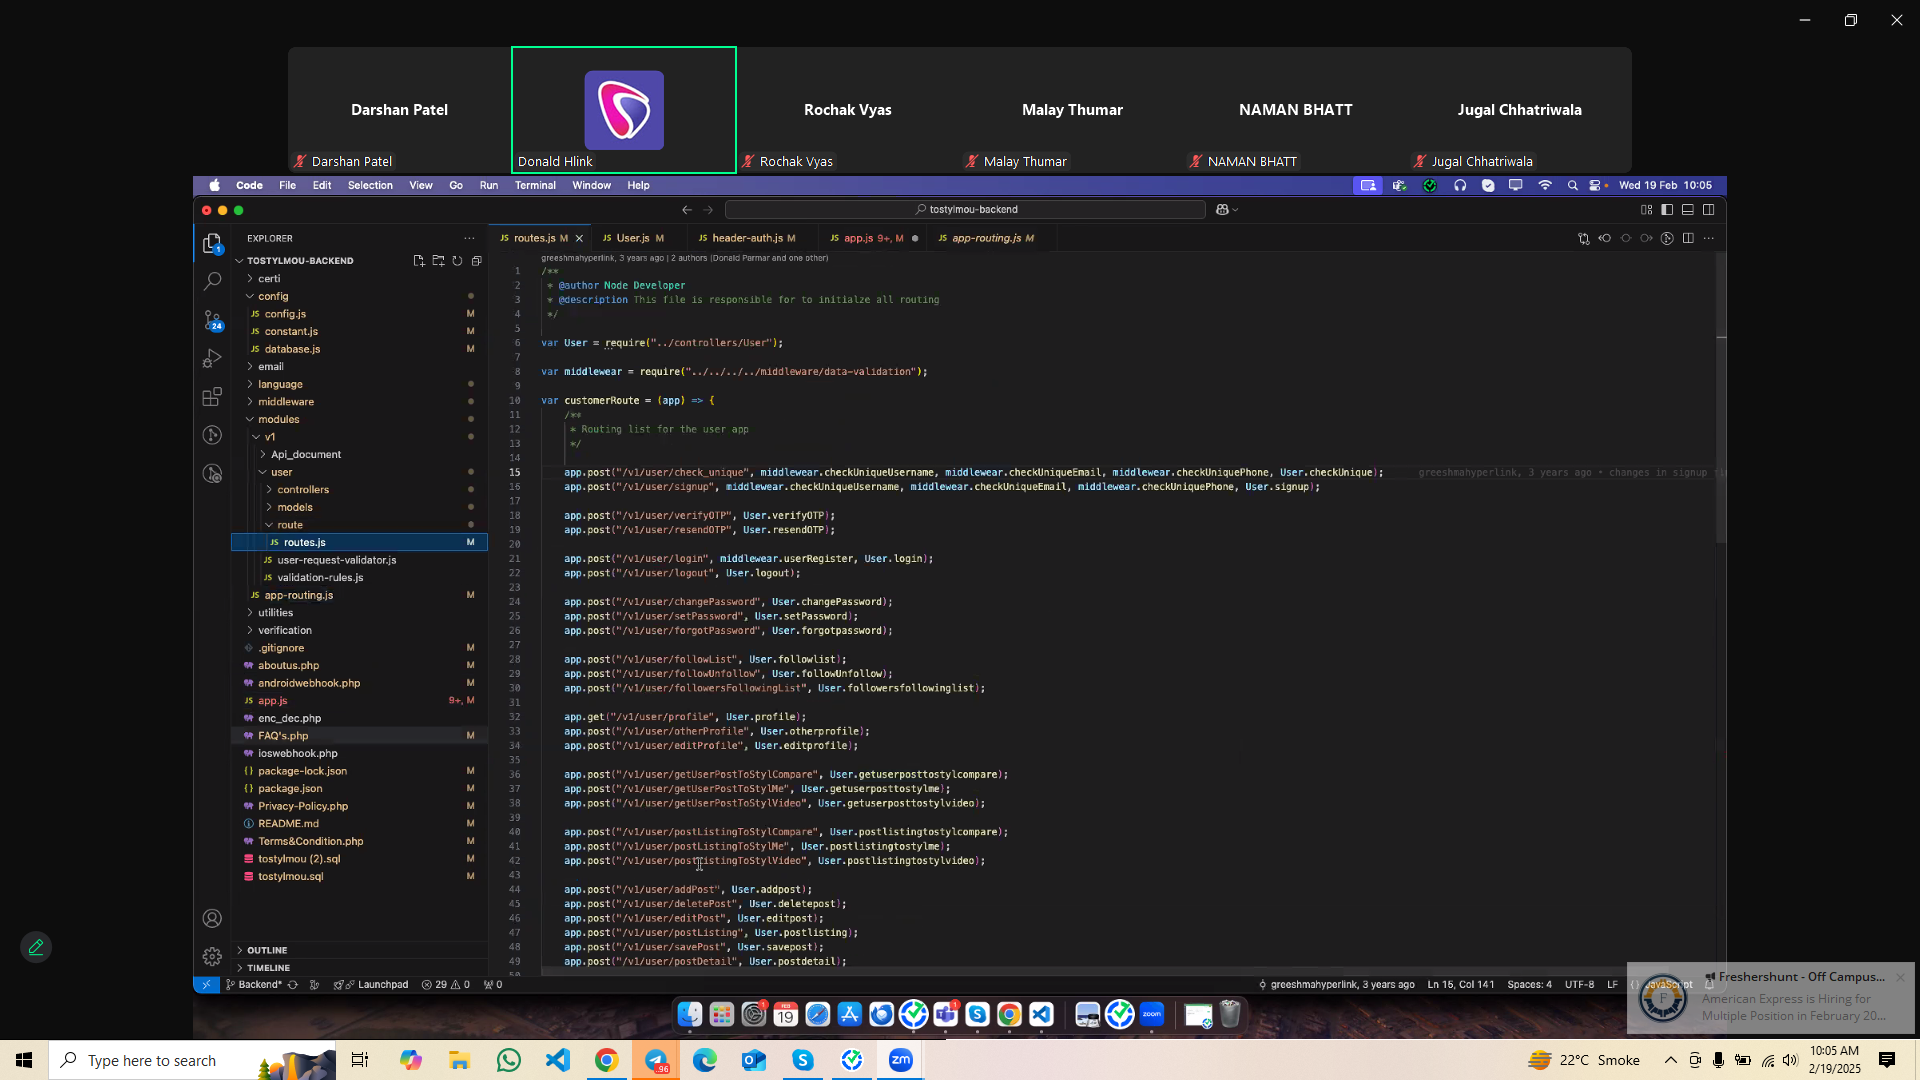 Darshan Patel
Rochak Vyas
Malay Thumar
NAMAN BHATT
Jugal Chhatriwala
Darshan Patel
Donald Hlink
Rochak Vyas
Malay Thumar
NAMAN BHATT
Jugal Chhatriwala
Code File Edit Selection View Go Run Terminal Window Help
Wed 19 Feb 10:05
tostylmou-backend
EXPLORER
TOSTYLMOU-BACKEND
certi
config
config.js M
constant.js M
database.js M
email
language
middleware
modules
v1
Api_document
user
controllers
models
route
routes.js M
user-request-validator.js
validation-rules.js
app-routing.js M
utilities
verification
.gitignore M
aboutus.php M
androidwebhook.php M
app.js 9+, M
enc_dec.php
FAQ's.php M
ioswebhook.php
package-lock.json M
package.json M
Privacy-Policy.php M
README.md M
Terms&Condition.php M
tostylmou (2).sql M
tostylmou.sql M
OUTLINE
TIMELINE
1
24
routes.js M
User.js M
header-auth.js M
app.js 9+, M
app-routing.js M
greeshmahyperlink, 3 years ago | 2 authors (Donald Parmar and one other)
1 /**
2 * @author Node Developer
3 * @description This file is responsible for to initialze all routing
4 */
5
6 var User = require("../controllers/User");
7
8 var middlewear = require("../../../../middleware/data-validation");
9
10 var customerRoute = (app) => {
11 /**
12 * Routing list for the user app
13 */
14
15 app.post("/v1/user/check_unique", middlewear.checkUniqueUsername, middlewear.checkUniqueEmail, middlewear.checkUniquePhone, User.checkUnique); greeshmahyperlink, 3 years ago • changes in signup
16 app.post("/v1/user/signup", middlewear.checkUniqueUsername, middlewear.checkUniqueEmail, middlewear.checkUniquePhone, User.signup);
17
18 app.post("/v1/user/verifyOTP", User.verifyOTP);
19 app.post("/v1/user/resendOTP", User.resendOTP);
20
21 app.post("/v1/user/login", middlewear.userRegister, User.login);
22 app.post("/v1/user/logout", User.logout);
23
24 app.post("/v1/user/changePassword", User.changePassword);
25 app.post("/v1/user/setPassword", User.setPassword);
26 app.post("/v1/user/forgotPassword", User.forgotpassword);
27
28 app.post("/v1/user/followList", User.followlist);
29 app.post("/v1/user/followUnfollow", User.followUnfollow);
30 app.post("/v1/user/followersFollowingList", User.followersfollowinglist);
31
32 app.get("/v1/user/profile", User.profile);
33 app.post("/v1/user/otherProfile", User.otherprofile);
34 app.post("/v1/user/editProfile", User.editprofile);
35
36 app.post("/v1/user/getUserPostToStylCompare", User.getuserposttostylcompare);
37 app.post("/v1/user/getUserPostToStylMe", User.getuserposttostylme);
38 app.post("/v1/user/getUserPostToStylVideo", User.getuserposttostylvideo);
39
40 app.post("/v1/user/postListingToStylCompare", User.postlistingtostylcompare);
41 app.post("/v1/user/postListingToStylMe", User.postlistingtostylme);
42 app.post("/v1/user/postListingToStylVideo", User.postlistingtostylvideo);
43
44 app.post("/v1/user/addPost", User.addpost);
45 app.post("/v1/user/deletePost", User.deletepost);
46 app.post("/v1/user/editPost", User.editpost);
47 app.post("/v1/user/postListing", User.postlisting);
48 app.post("/v1/user/savePost", User.savepost);
49 app.post("/v1/user/postDetail", User.postdetail);
Backend* Launchpad 29 0 0
greeshmahyperlink, 3 years ago Ln 15, Col 141 Spaces: 4 UTF-8 LF JavaScript
Freshershunt - Off Campus...
American Express is Hiring for
Multiple Position in February 20...
FEB
19
zoom
Type here to search
.96
zm
22°C Smoke
10:05 AM
2/19/2025